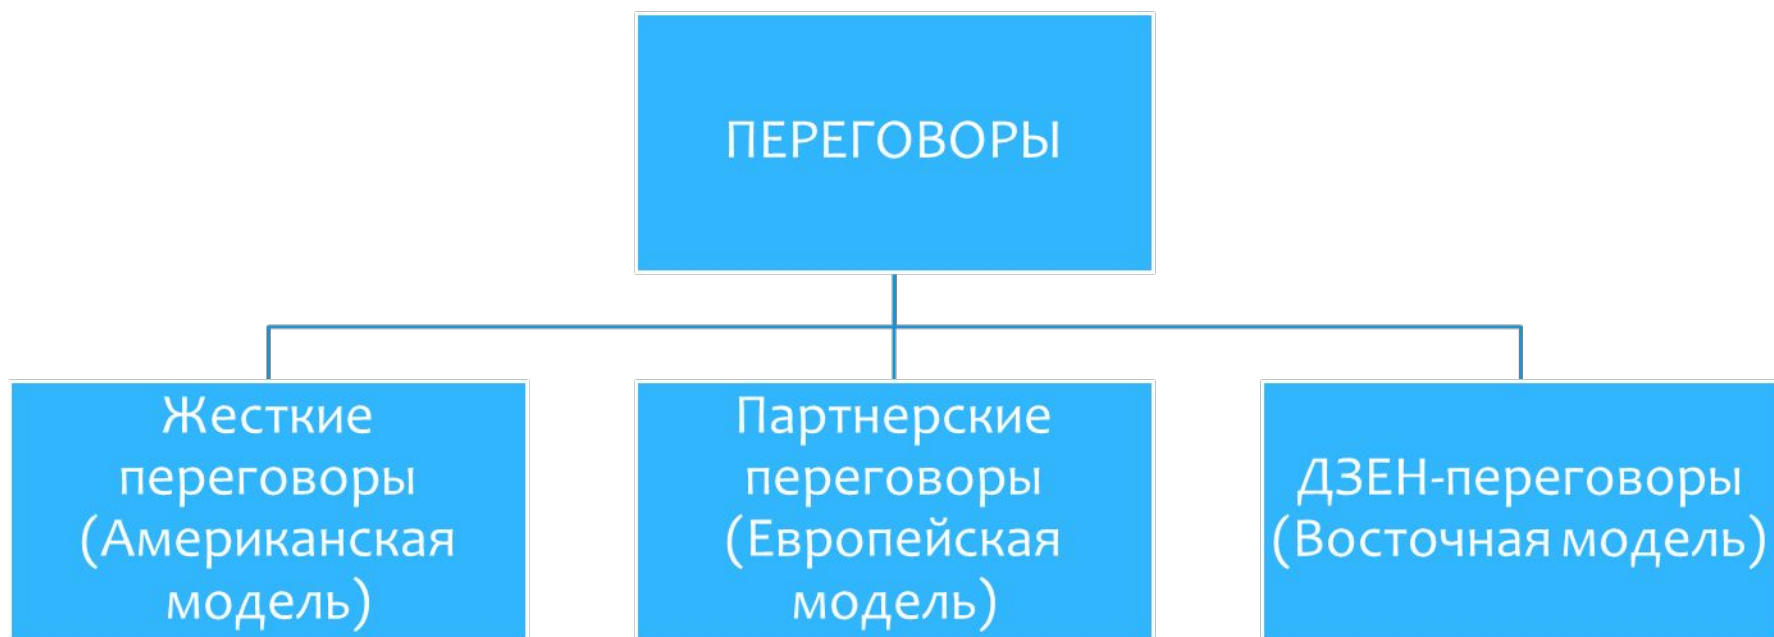 ПЕРЕГОВОРЫ
Жесткие
переговоры
(Американская
модель)
Партнерские
переговоры
(Европейская
модель)
ДЗЕН-переговоры
(Восточная модель)